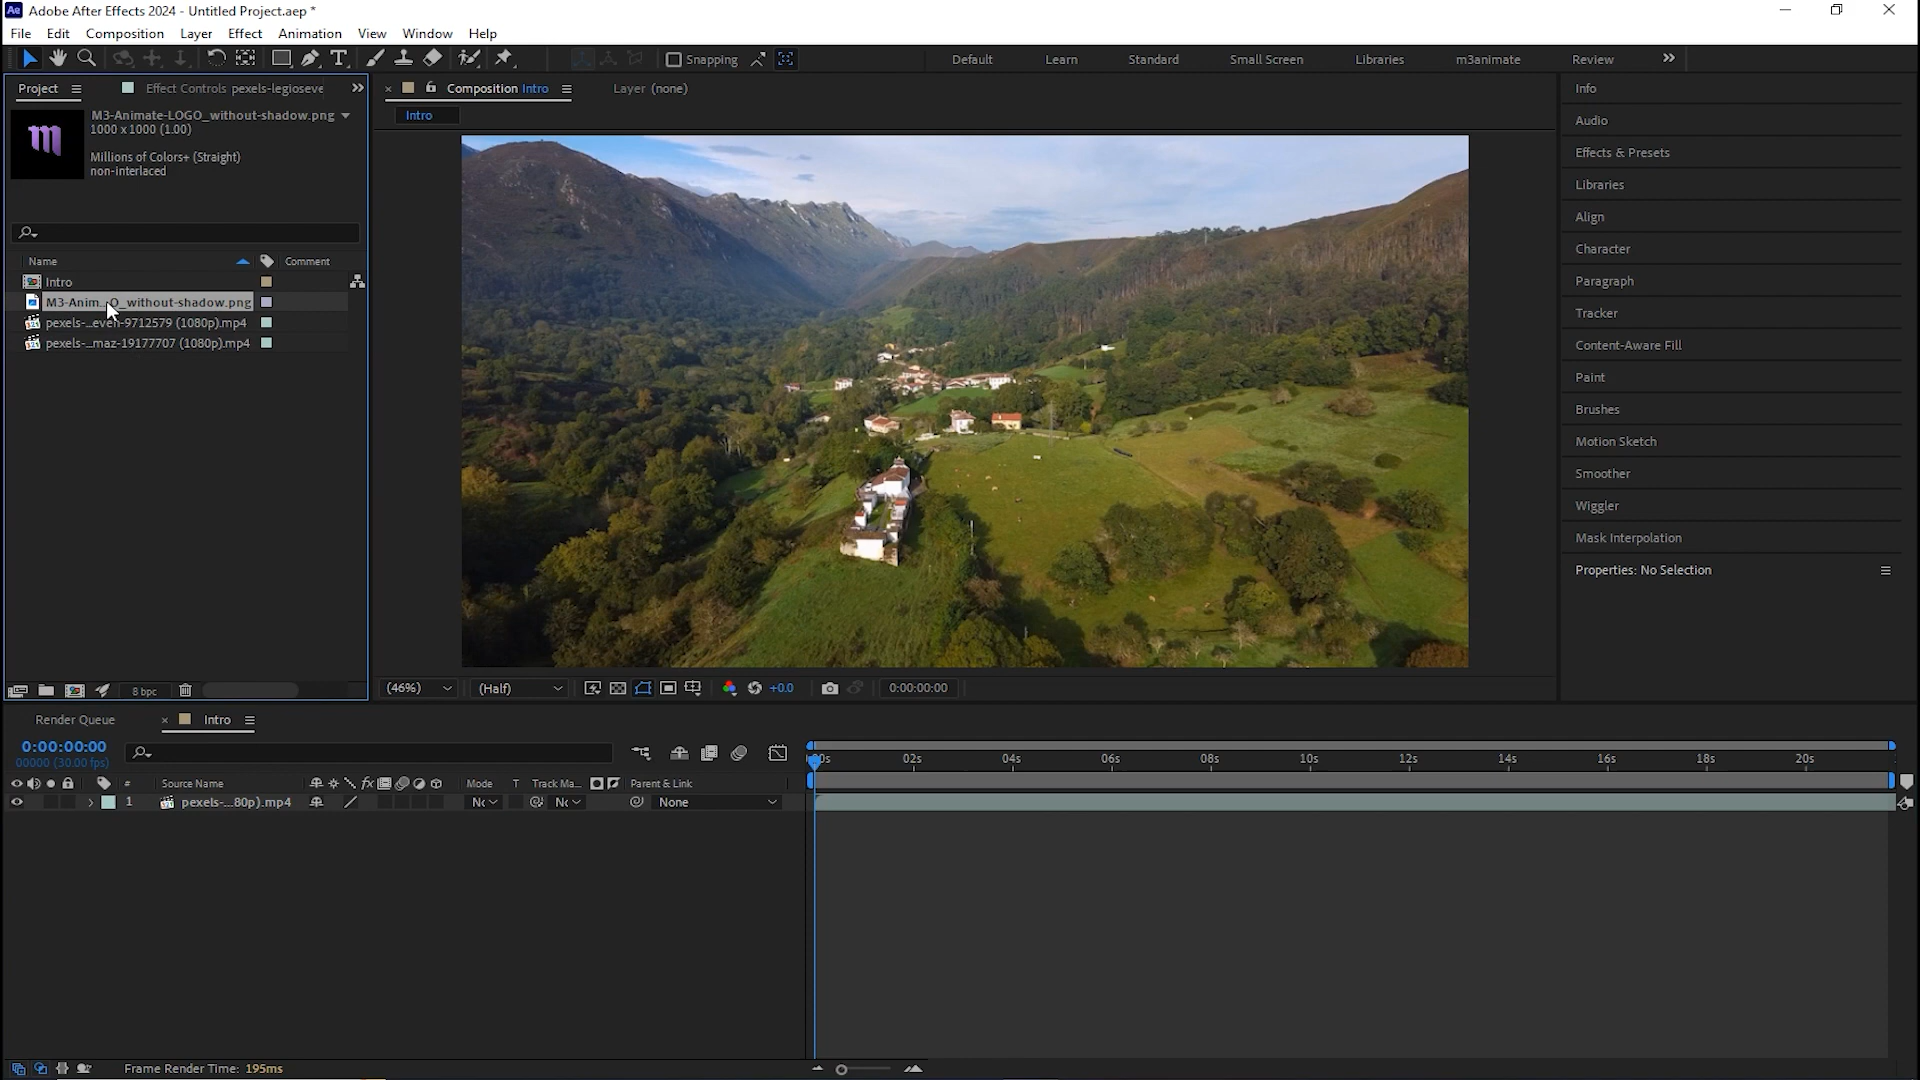 Adobe After Effects 2024 - Untitled Project.aep *
File Edit Composition Layer Effect Animation View Window Help
Snapping Default Learn Standard Small Screen Libraries m3animate Review
Project Effect Controls pexels-legioseve
M3-Animate-LOGO_without-shadow.png
1000 x 1000 (1.00)
Millions of Colors+ (Straight)
non-interlaced
Name Comment
Intro
M3-Anim...O_without-shadow.png
pexels-...even-9712579 (1080p).mp4
pexels-...maz-19177707 (1080p).mp4
8 bpc
Composition Intro Layer (none)
Intro
(46%) (Half) +0.0 0:00:00:00
Info
Audio
Effects & Presets
Libraries
Align
Character
Paragraph
Tracker
Content-Aware Fill
Paint
Brushes
Motion Sketch
Smoother
Wiggler
Mask Interpolation
Properties: No Selection
Render Queue Intro
0:00:00:00
00000 (30.00 fps)
02s 04s 06s 08s 10s 12s 14s 16s 18s 20s
# Source Name fx Mode T Track Ma... Parent & Link
1 pexels-...80p).mp4 None
Frame Render Time: 195ms